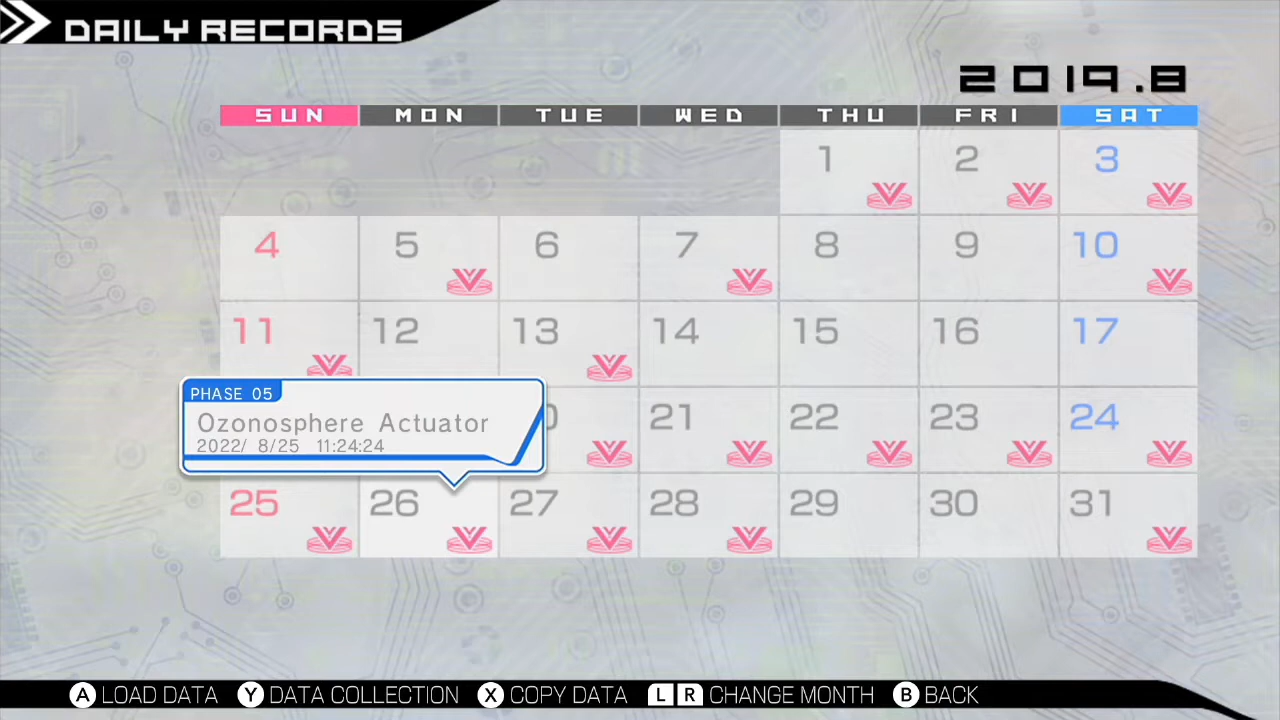 DAILY RECORDS
2019.8
SUN MON TUE WED THU FRI SAT
1 2 3
4 5 6 7 8 9 10
11 12 13 14 15 16 17
PHASE 05
Ozonosphere Actuator
2022/ 8/25 11:24:24
21 22 23 24
25 26 27 28 29 30 31
A LOAD DATA Y DATA COLLECTION X COPY DATA L R CHANGE MONTH B BACK